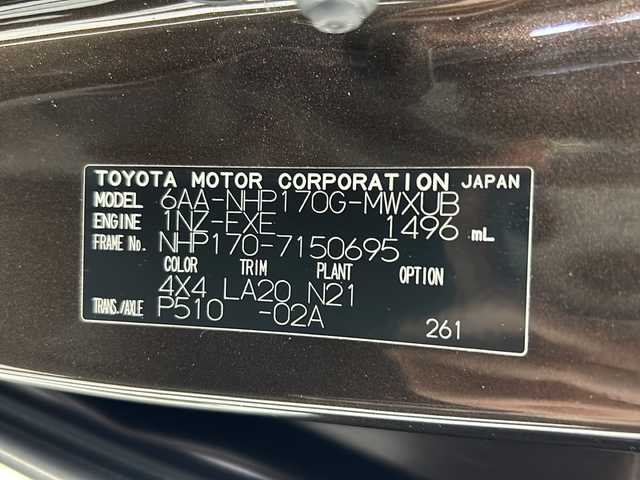 TOYOTA MOTOR CORPORATION JAPAN
MODEL 6AA-NHP170G-MWXUB
ENGINE 1NZ-EXE 1496 mL
FRAME No. NHP170-7150695
COLOR TRIM PLANT OPTION
4X4 LA20 N21
TRANS./AXLE P510 -02A
261